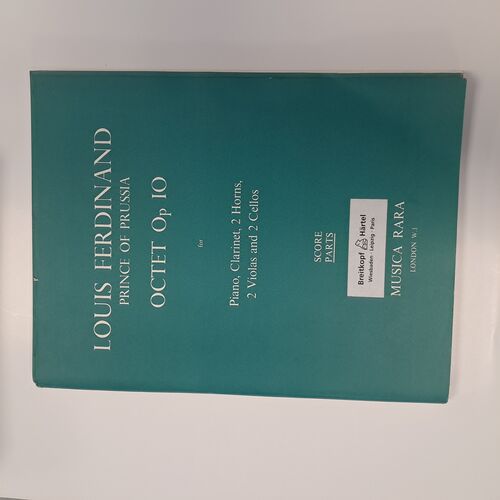 LOUIS FERDINAND
PRINCE OF PRUSSIA
OCTET Op 10
for
Piano, Clarinet, 2 Horns,
2 Violas and 2 Cellos
SCORE
PARTS
Breitkopf Härtel
Wiesbaden · Leipzig · Paris
MUSICA RARA
LONDON W.1